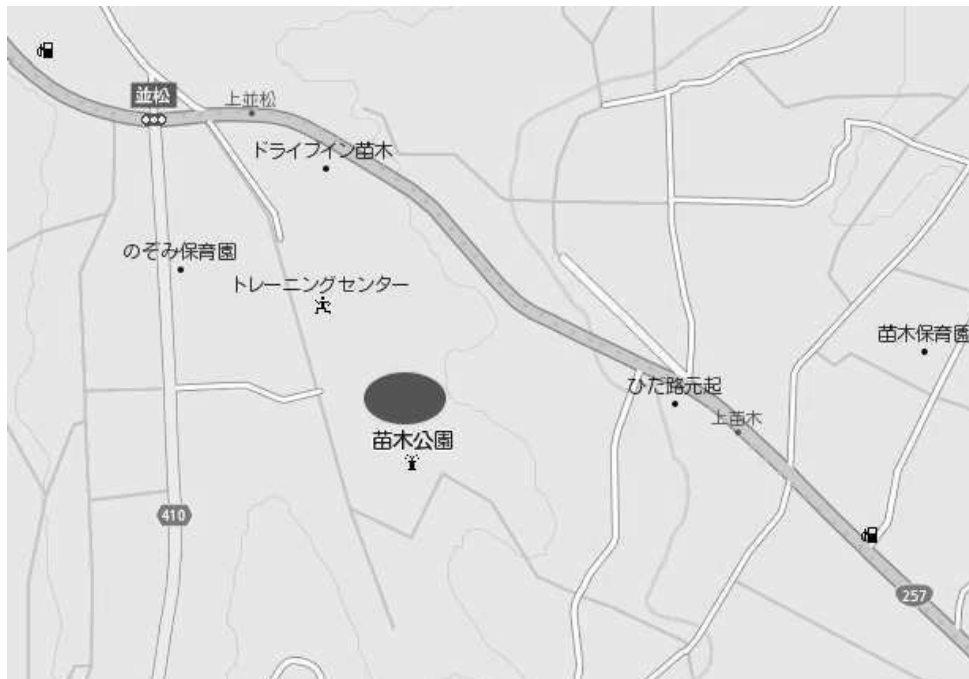 並松
上並松
ドライブイン苗木
のぞみ保育園
トレーニングセンター
苗木保育園
ひた路元起
上苗木
苗木公園
410
257